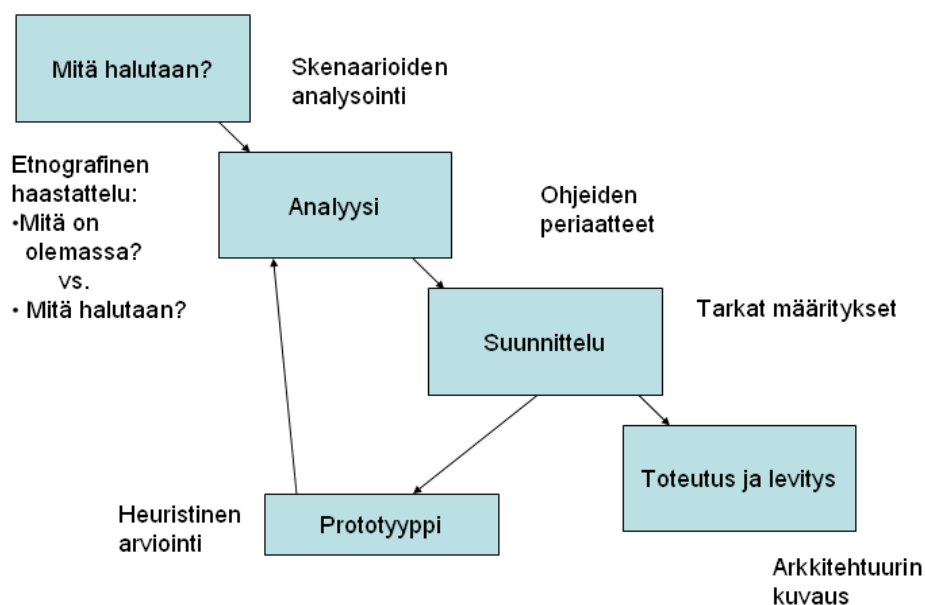 Mitä halutaan?
Skenaarioiden
analysointi
Etnografinen
haastattelu:
•Mitä on
olemassa?
vs.
• Mitä halutaan?
Analyysi
Ohjeiden
periaatteet
Suunnittelu
Tarkat määritykset
Toteutus ja levitys
Heuristinen
arviointi
Prototyyppi
Arkkitehtuurin
kuvaus